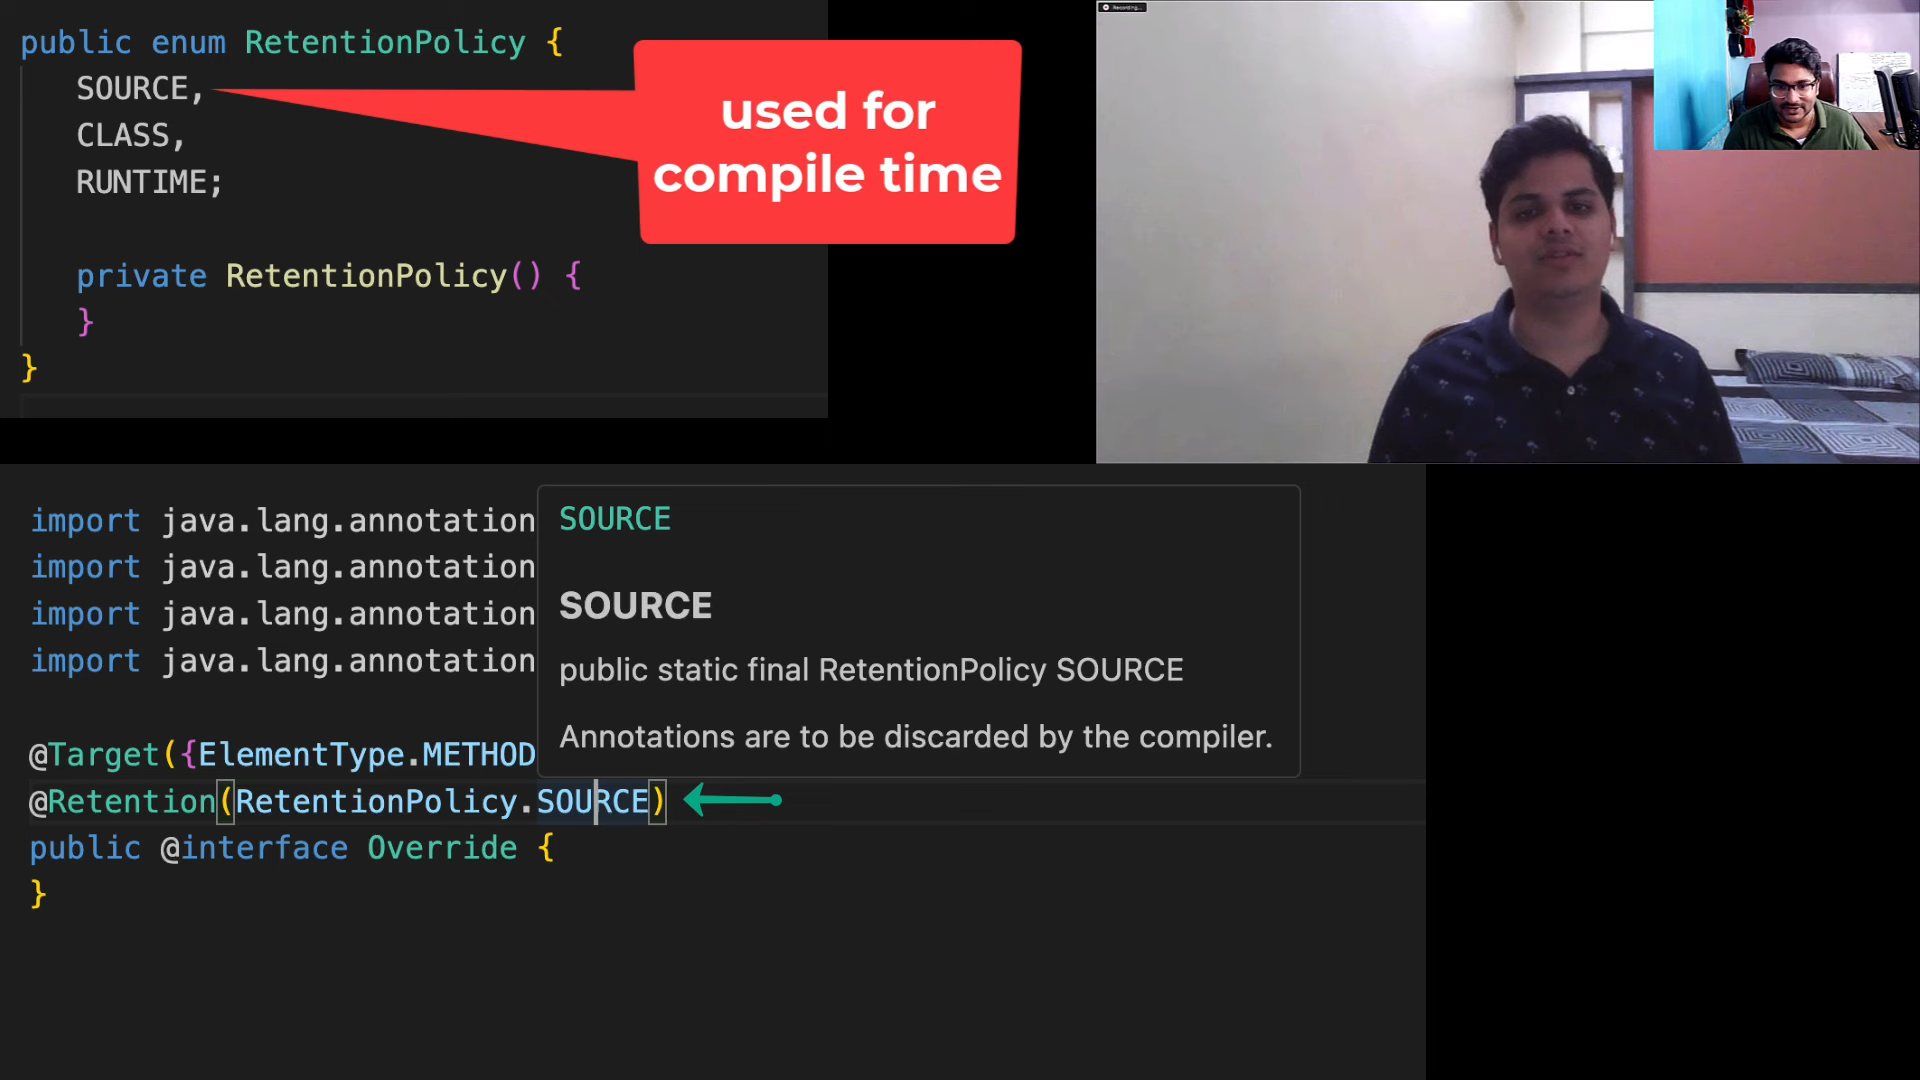 public enum RetentionPolicy {
SOURCE,
CLASS,
RUNTIME;
private RetentionPolicy() {
}
}
used for
compile time
Recording...
import java.lang.annotation
import java.lang.annotation
import java.lang.annotation
import java.lang.annotation
@Target({ElementType.METHOD
@Retention(RetentionPolicy.SOURCE)
public @interface Override {
}
SOURCE
SOURCE
public static final RetentionPolicy SOURCE
Annotations are to be discarded by the compiler.